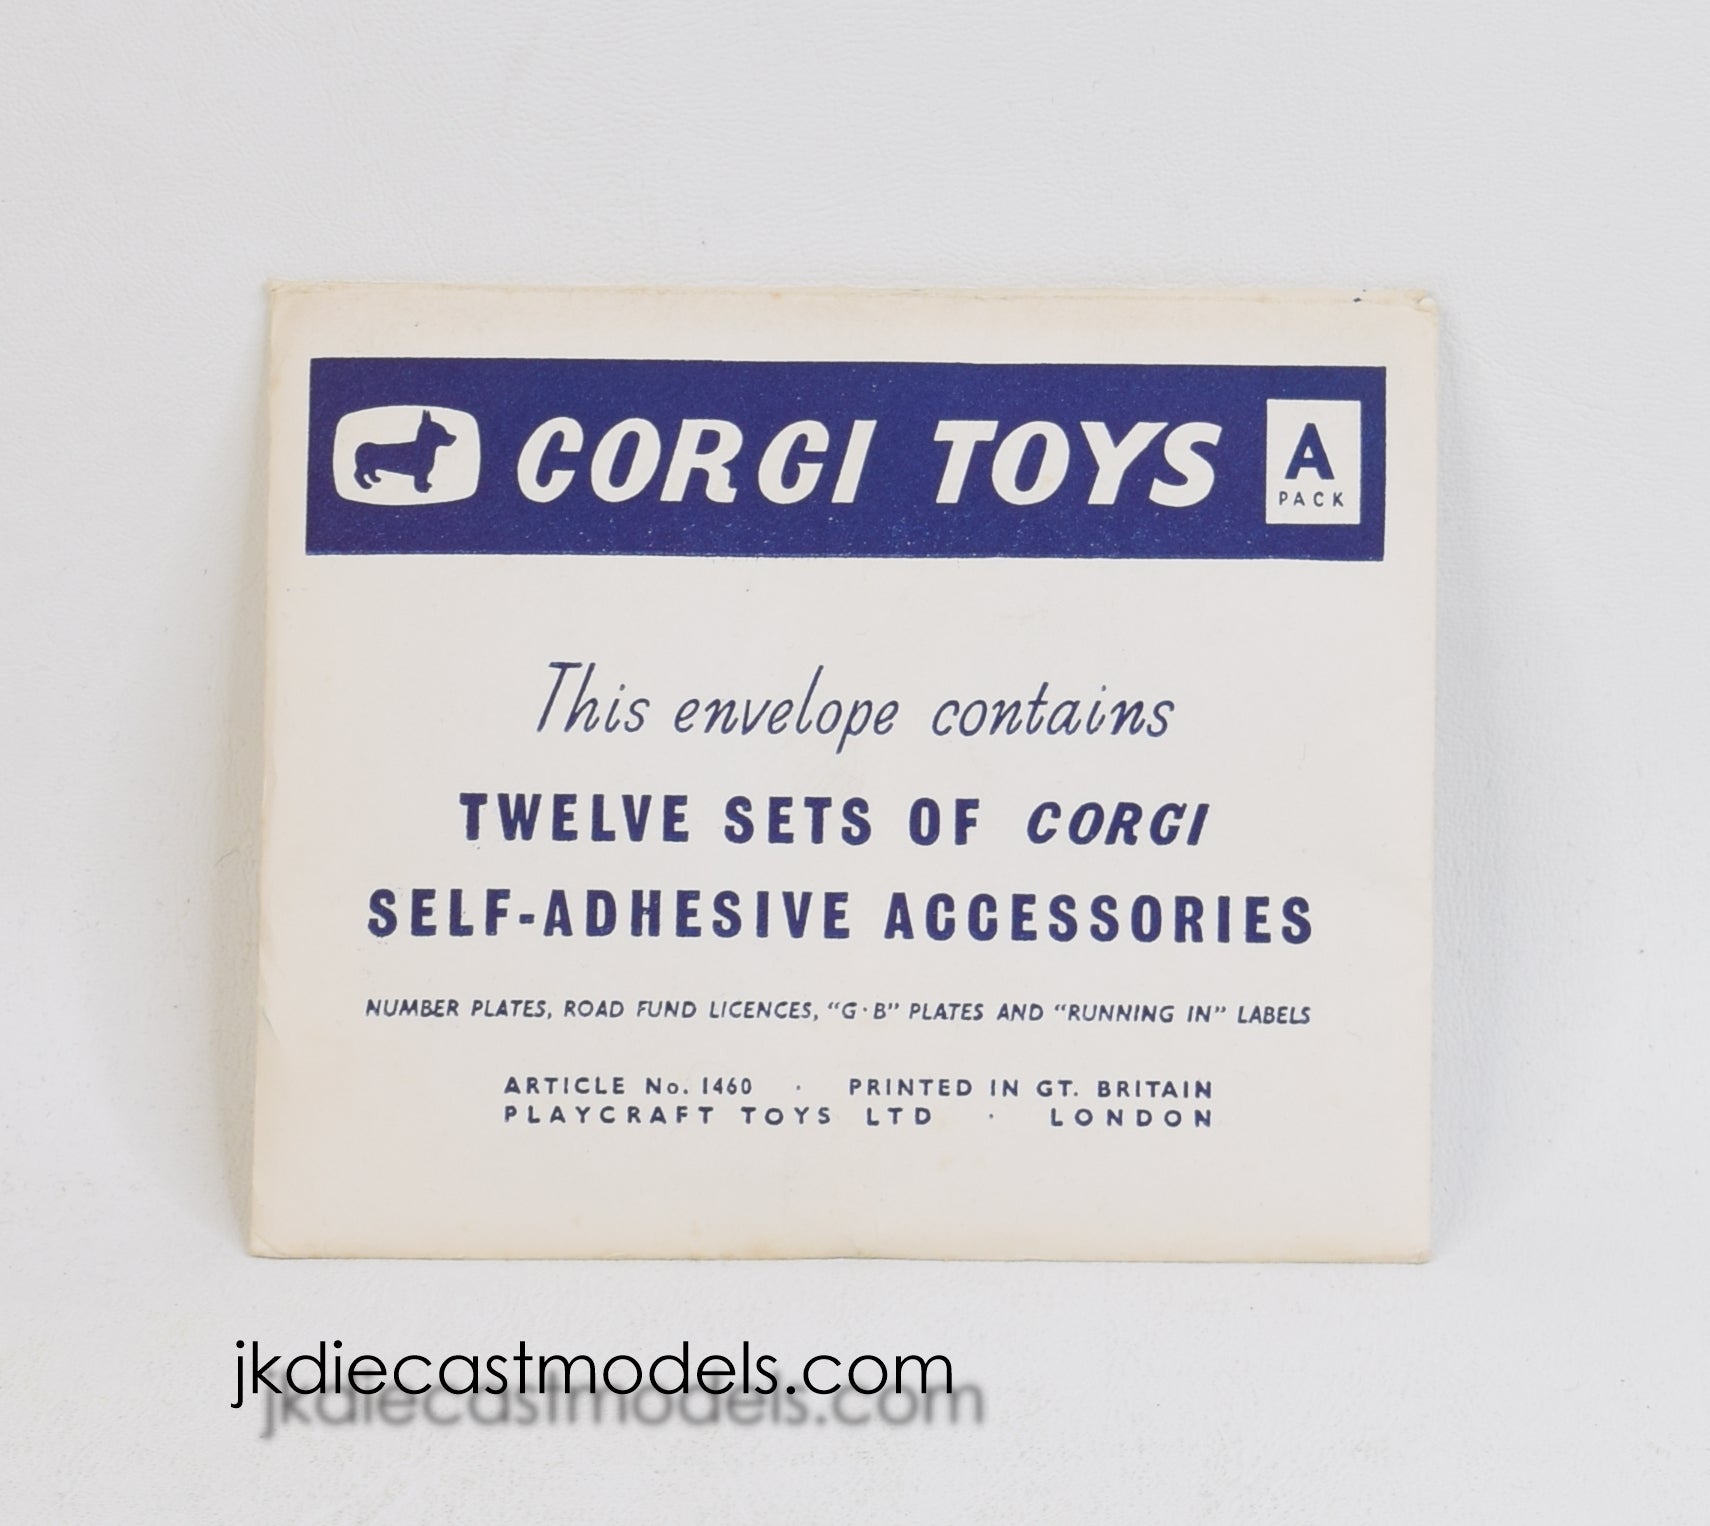 CORGI TOYS
A
PACK
This envelope contains
TWELVE SETS OF CORGI
SELF-ADHESIVE ACCESSORIES
NUMBER PLATES, ROAD FUND LICENCES, “G·B” PLATES AND “RUNNING IN” LABELS
ARTICLE No. 1460 · PRINTED IN GT. BRITAIN
PLAYCRAFT TOYS LTD · LONDON
jkdiecastmodels.com